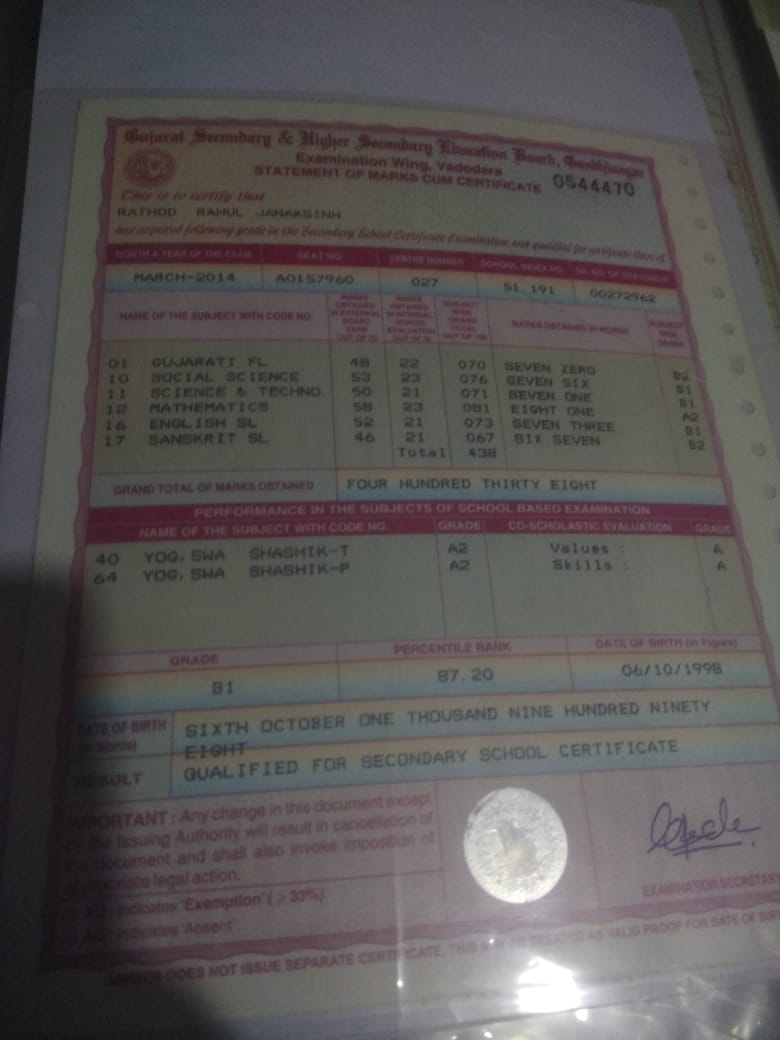 Gujarat Secondary & Higher Secondary Education Board, Gandhinagar
Examination Wing, Vadodara
STATEMENT OF MARKS CUM CERTIFICATE 0544470
This is to certify that
RATHOD RAHUL JANAKSINH
has acquired following grade in the Secondary School Certificate Examination and qualified for certificate there of
MONTH & YEAR OF THE EXAM SEAT NO CENTRE NUMBER SCHOOL INDEX NO. SR. NO. OF STATEMENT
MARCH-2014 A0157960 027 51.191 00272962
NAME OF THE SUBJECT WITH CODE NO. MARKS OBTAINED IN EXTERNAL BOARD EXAM OUT OF 70 MARKS OBTAINED IN INTERNAL SCHOOL EVALUATION OUT OF 30 SUBJECT WISE GRAND TOTAL OUT OF 100 MARKS OBTAINED IN WORDS SUBJECT WISE GRADE
01 GUJARATI FL 48 22 070 SEVEN ZERO B2
10 SOCIAL SCIENCE 53 23 076 SEVEN SIX B1
11 SCIENCE & TECHNO. 50 21 071 SEVEN ONE B1
12 MATHEMATICS 58 23 081 EIGHT ONE A2
16 ENGLISH SL 52 21 073 SEVEN THREE B1
17 SANSKRIT SL 46 21 067 SIX SEVEN B2
Total 438
GRAND TOTAL OF MARKS OBTAINED FOUR HUNDRED THIRTY EIGHT
PERFORMANCE IN THE SUBJECTS OF SCHOOL BASED EXAMINATION
NAME OF THE SUBJECT WITH CODE NO. GRADE CO-SCHOLASTIC EVALUATION GRADE
40 YOG, SWA SHASHIK-T A2 Values : A
64 YOG, SWA SHASHIK-P A2 Skills : A
GRADE PERCENTILE RANK DATE OF BIRTH (in Figure)
B1 87.20 06/10/1998
DATE OF BIRTH (in Words) SIXTH OCTOBER ONE THOUSAND NINE HUNDRED NINETY
EIGHT
RESULT QUALIFIED FOR SECONDARY SCHOOL CERTIFICATE
IMPORTANT : Any change in this document except
by the Issuing Authority will result in cancellation of
the document and shall also invoke imposition of
appropriate legal action.
indicates 'Exemption' ( ≥ 33%)
indicates 'Absent'
EXAMINATION SECRETARY
DOES NOT ISSUE SEPARATE CERTIFICATE. THIS MAY BE TREATED AS VALID PROOF FOR DATE OF BIRTH